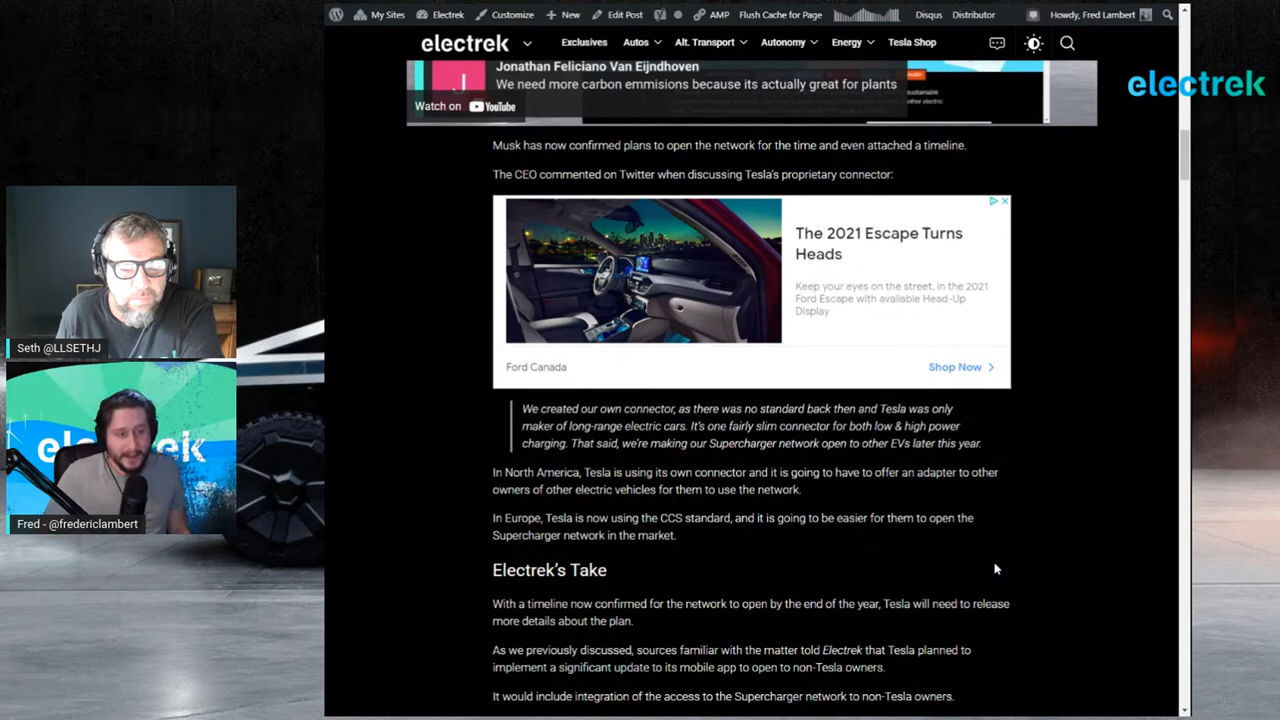 My Sites
Electrek
Customize
New
Edit Post
AMP
Flush Cache for Page
Disqus
Distributor
Howdy, Fred Lambert
electrek
Exclusives
Autos
Alt. Transport
Autonomy
Energy
Tesla Shop
electrek
J
Jonathan Feliciano Van Eijndhoven
We need more carbon emmisions because its actually great for plants
Watch on YouTube
Musk has now confirmed plans to open the network for the time and even attached a timeline.
The CEO commented on Twitter when discussing Tesla's proprietary connector:
The 2021 Escape Turns
Heads
Keep your eyes on the street, in the 2021
Ford Escape with available Head-Up
Display
Ford Canada
Shop Now
We created our own connector, as there was no standard back then and Tesla was only
maker of long-range electric cars. It's one fairly slim connector for both low & high power
charging. That said, we're making our Supercharger network open to other EVs later this year.
In North America, Tesla is using its own connector and it is going to have to offer an adapter to other
owners of other electric vehicles for them to use the network.
In Europe, Tesla is now using the CCS standard, and it is going to be easier for them to open the
Supercharger network in the market.
Electrek's Take
With a timeline now confirmed for the network to open by the end of the year, Tesla will need to release
more details about the plan.
As we previously discussed, sources familiar with the matter told Electrek that Tesla planned to
implement a significant update to its mobile app to open to non-Tesla owners.
It would include integration of the access to the Supercharger network to non-Tesla owners.
Seth @LLSETHJ
Fred - @fredericlambert